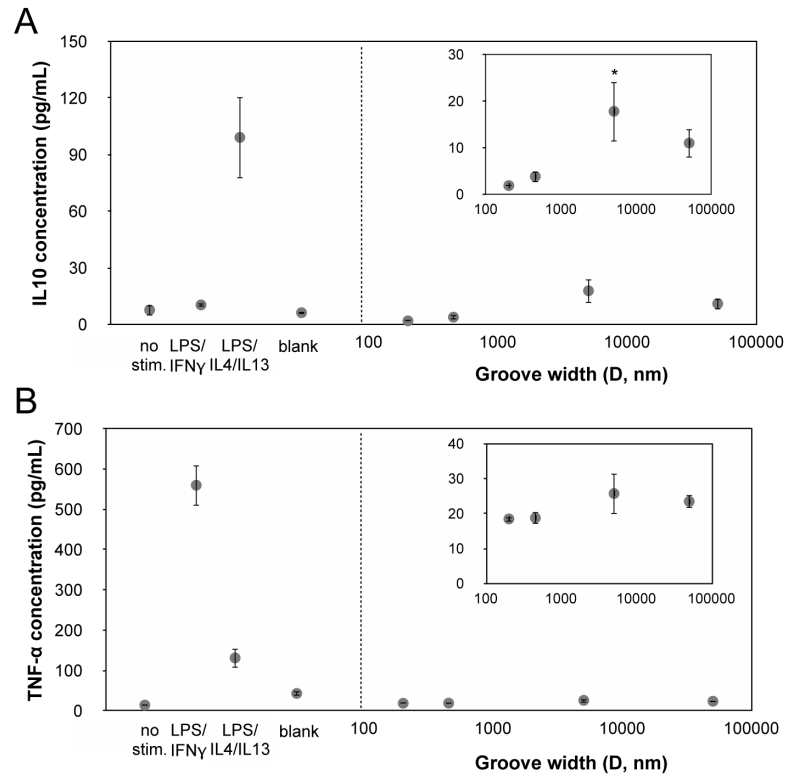 A
IL10 concentration (pg/mL)
150
120
90
60
30
0
30
20
10
0
*
100 1000 10000 100000
no stim.
LPS/ IFNγ
LPS/ IL4/IL13
blank
100 1000 10000 100000
Groove width (D, nm)
B
TNF-α concentration (pg/mL)
700
600
500
400
300
200
100
0
40
30
20
10
0
100 1000 10000 100000
no stim.
LPS/ IFNγ
LPS/ IL4/IL13
blank
100 1000 10000 100000
Groove width (D, nm)